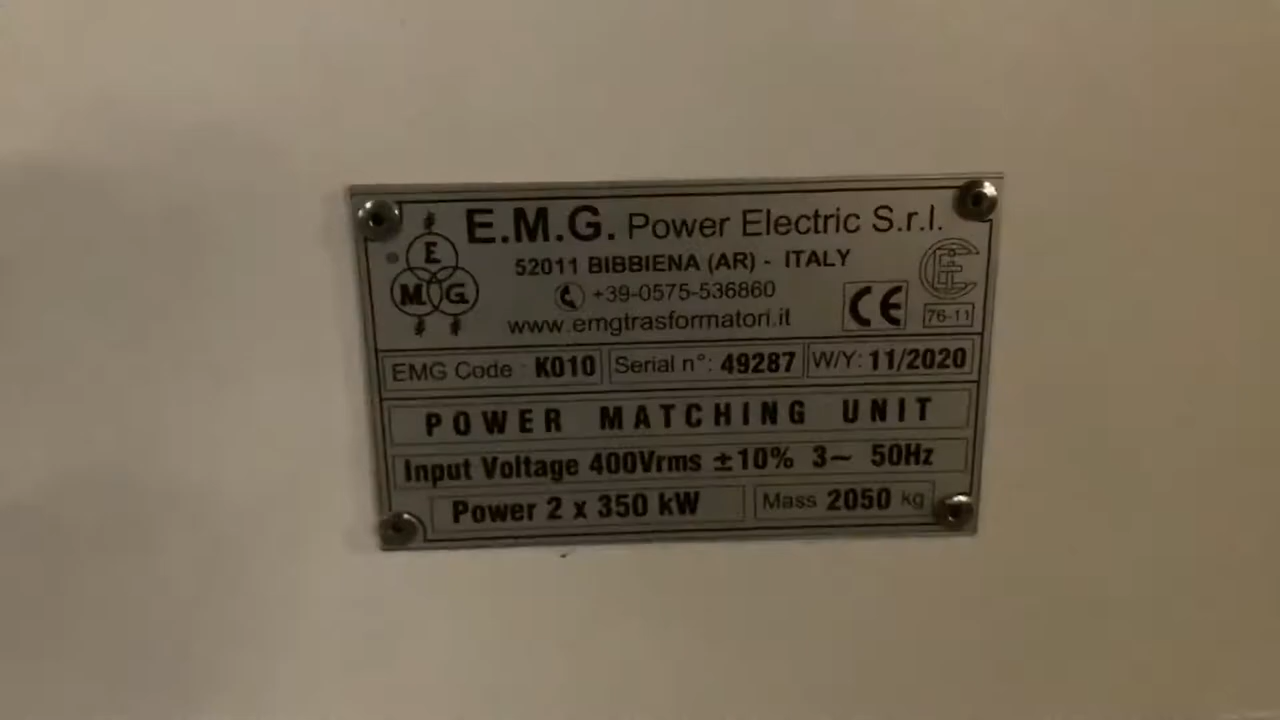 E.M.G. Power Electric S.r.l.
52011 BIBBIENA (AR) - ITALY
+39-0575-536860
www.emgtrasformatori.it
E
M G
®
CE
CEI
76-11
EMG Code : K010 Serial n°: 49287 W/Y: 11/2020
POWER MATCHING UNIT
Input Voltage 400Vrms ±10% 3~ 50Hz
Power 2 x 350 kW Mass 2050 kg